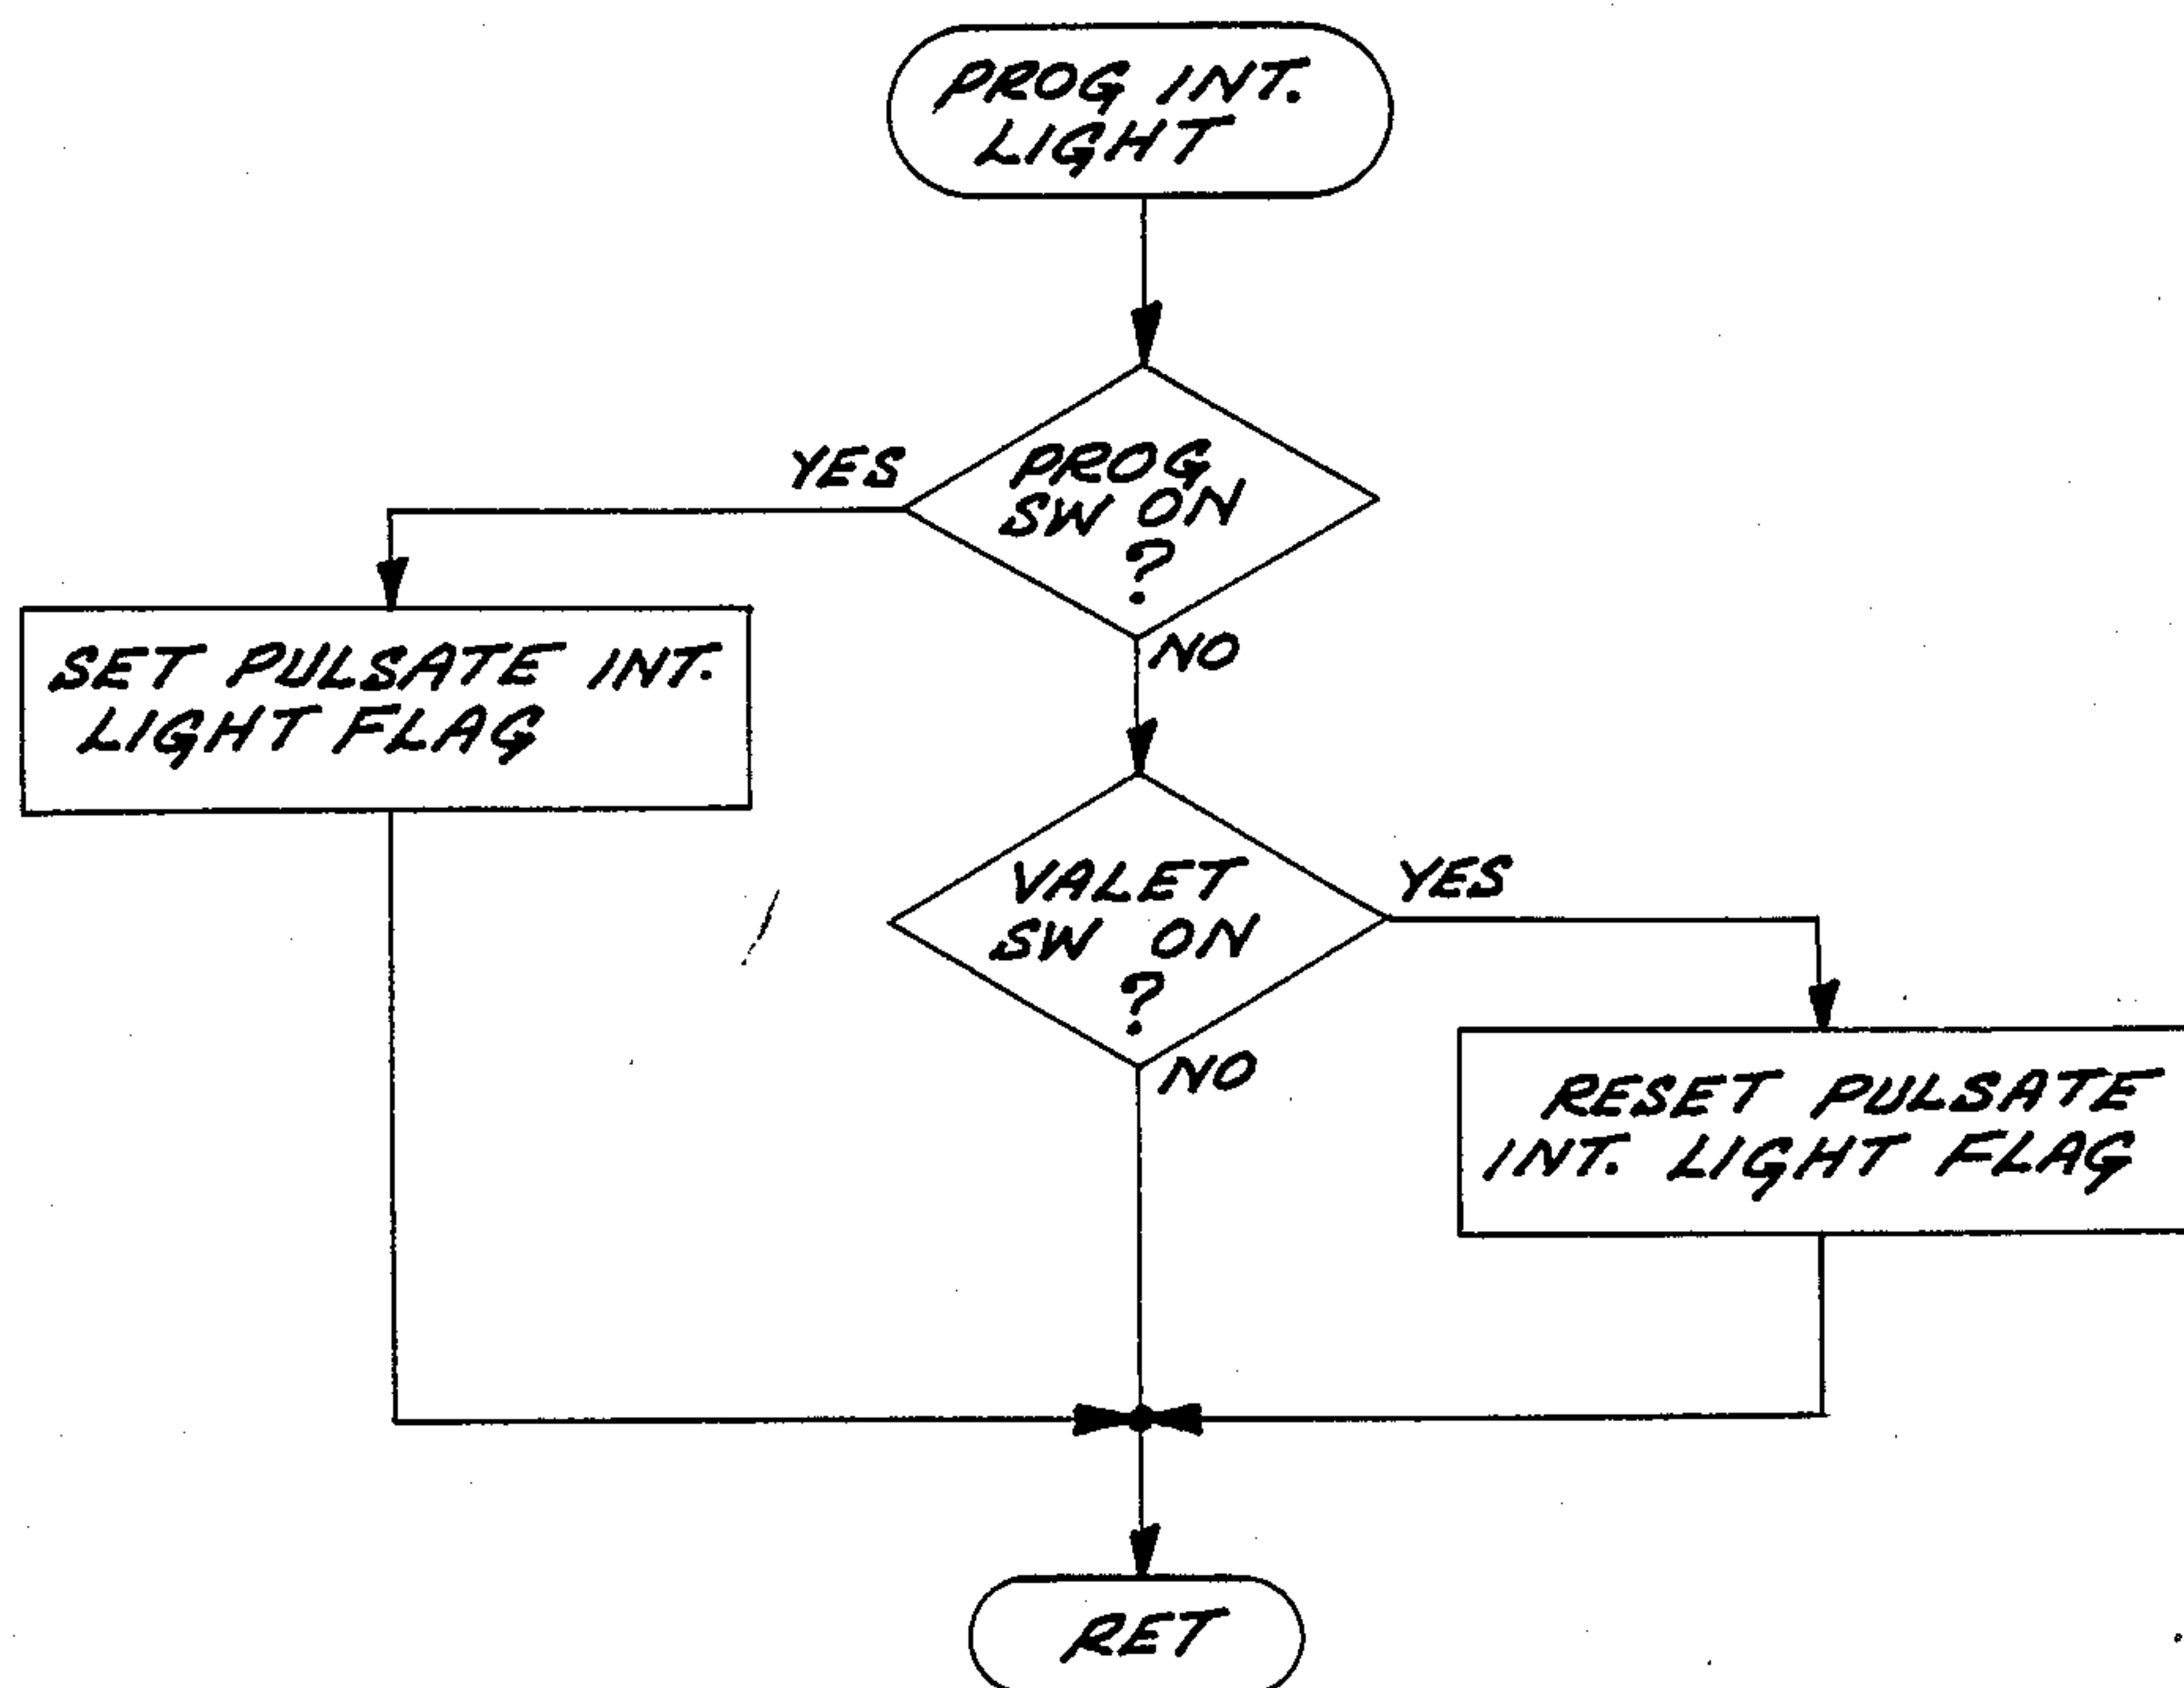 PROG INT.
LIGHT
YES
PROG
SW ON
?
NO
SET PULSATE INT.
LIGHT FLAG
VALET
SW ON
?
YES
NO
RESET PULSATE
INT. LIGHT FLAG
RET